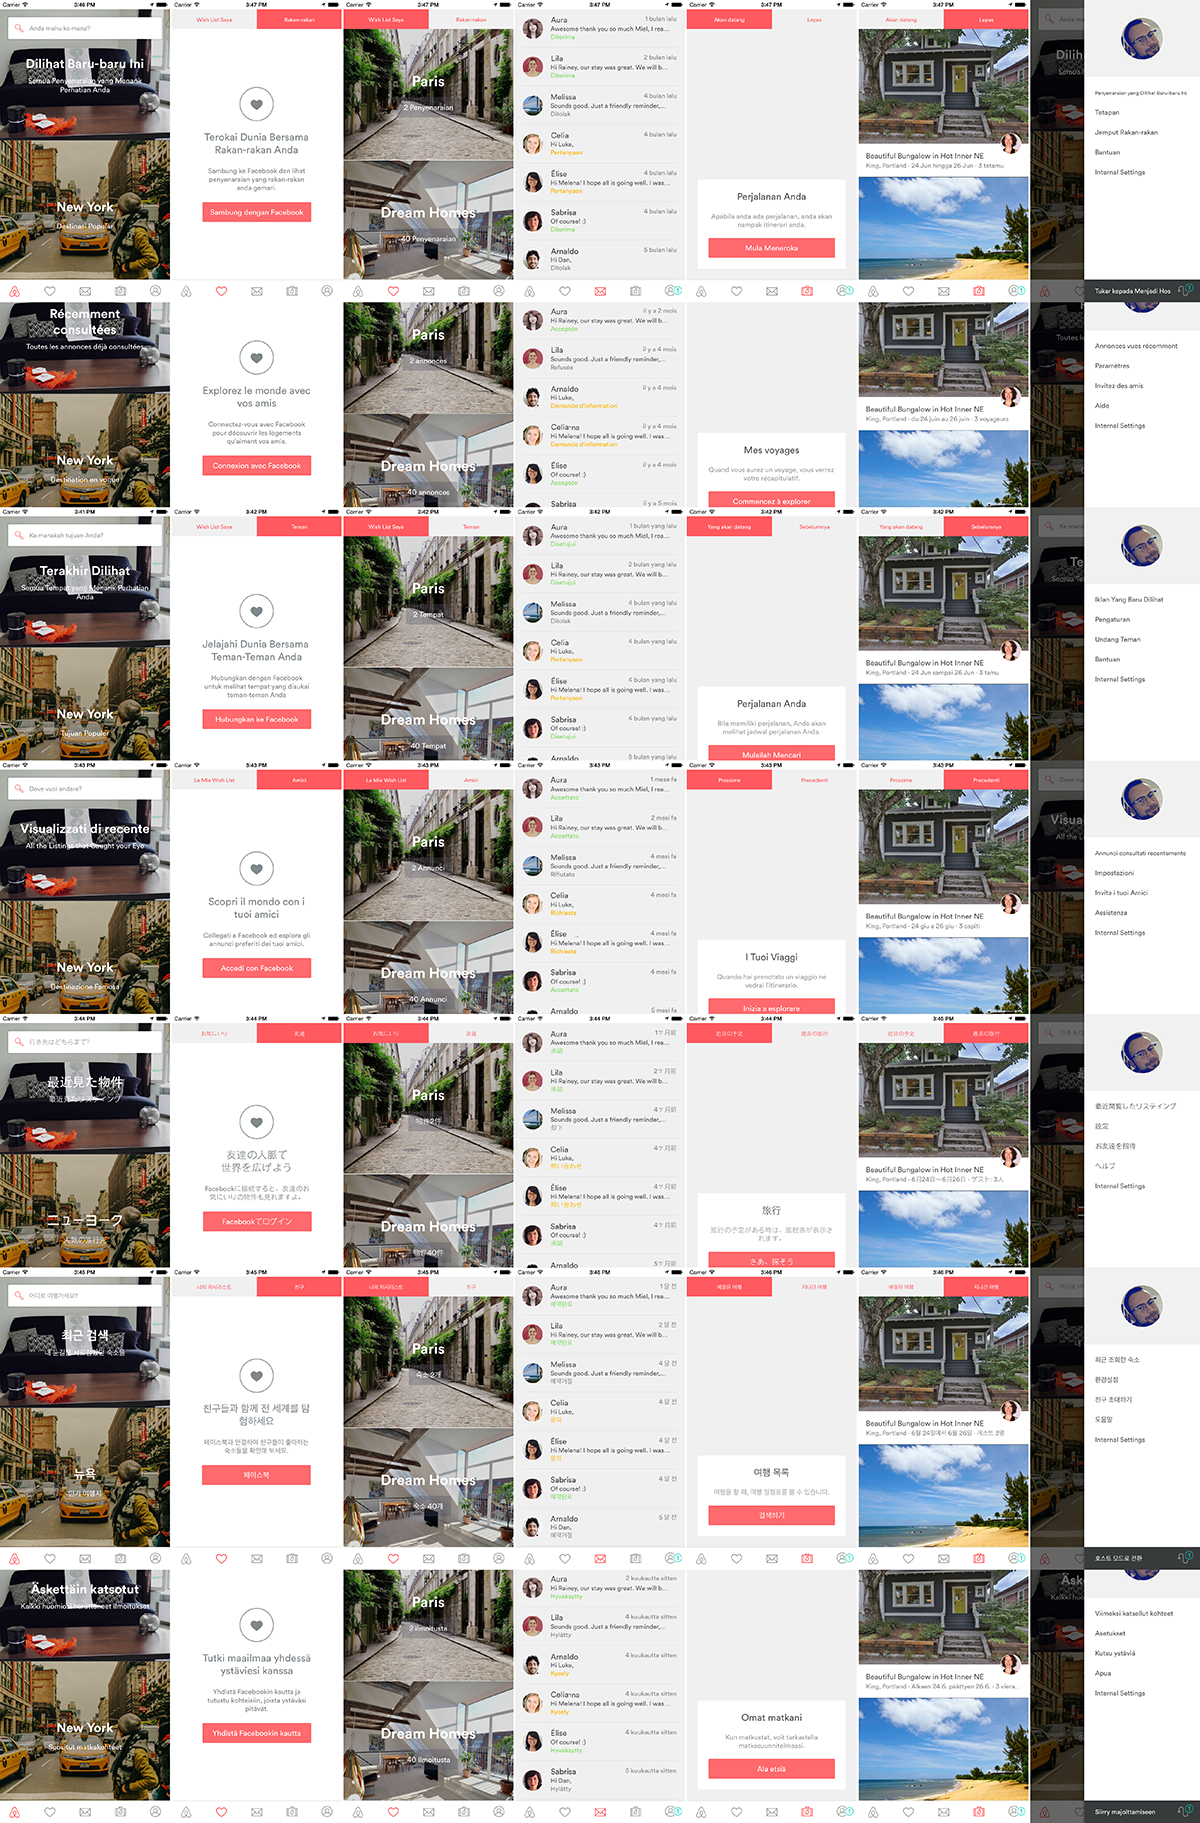 Carrier 3:46 PM
Anda mahu ke mana?
Dilihat Baru-baru Ini
Semua Penyenaraian yang Menarik
Perhatian Anda
New York
Destinasi Popular
Carrier 3:47 PM
Wish List Saya Rakan-rakan
Terokai Dunia Bersama
Rakan-rakan Anda
Sambung ke Facebook dan lihat
penyenaraian yang rakan-rakan
anda gemari.
Sambung dengan Facebook
Carrier 3:47 PM
Wish List Saya Rakan-rakan
Paris
2 Penyenaraian
Dream Homes
40 Penyenaraian
Carrier 3:47 PM
Aura 1 bulan lalu
Awesome thank you so much Miel, I rea...
Diterima
Lila 2 bulan lalu
Hi Rainey, our stay was great. We will b...
Diterima
Melissa 4 bulan lalu
Sounds good. Just a friendly reminder,...
Ditolak
Celia 4 bulan lalu
Hi Luke,
Pertanyaan
Élise 4 bulan lalu
Hi Melena! I hope all is going well. I was...
Pertanyaan
Sabrisa 4 bulan lalu
Of course! :)
Diterima
Arnaldo 5 bulan lalu
Hi Dan,
Ditolak
Carrier 3:47 PM
Akan datang Lepas
Perjalanan Anda
Apabila anda ada perjalanan, anda akan
nampak itinerari anda.
Mula Meneroka
Carrier 3:47 PM
Akan datang Lepas
Beautiful Bungalow in Hot Inner NE
King, Portland · 24 Jun hingga 26 Jun · 3 tetamu
Carrier
Anda ma
Dilih
Semu
Penyenaraian yang Dilihat Baru-baru Ini
Tetapan
Jemput Rakan-rakan
Bantuan
Internal Settings
Tukar kepada Menjadi Hos
Récemment
consultées
Toutes les annonces déjà consultées
New York
Destination en vogue
Explorez le monde avec
vos amis
Connectez-vous avec Facebook
pour découvrir les logements
qu'aiment vos amis.
Connexion avec Facebook
Paris
2 annonces
Dream Homes
40 annonces
Aura il y a 2 mois
Hi Rainey, our stay was great. We will b...
Acceptée
Lila il y a 4 mois
Sounds good. Just a friendly reminder,...
Refusée
Arnaldo il y a 4 mois
Hi Luke,
Demande d'information
Celianna il y a 4 mois
Hi Melena! I hope all is going well. I was...
Demande d'information
Élise il y a 4 mois
Of course! :)
Acceptée
Sabrisa il y a 5 mois
Mes voyages
Quand vous aurez un voyage, vous verrez
votre récapitulatif.
Commencez à explorer
Beautiful Bungalow in Hot Inner NE
King, Portland · du 24 juin au 26 juin · 3 voyageurs
Toutes les
Annonces vues récemment
Paramètres
Invitez des amis
Aide
Internal Settings
Carrier 3:41 PM
Ke manakah tujuan Anda?
Terakhir Dilihat
Semua Tempat yang Menarik Perhatian
Anda
New York
Tujuan Populer
Carrier 3:42 PM
Wish List Saya Teman
Jelajahi Dunia Bersama
Teman-Teman Anda
Hubungkan dengan Facebook
untuk melihat tempat yang disukai
teman-teman Anda
Hubungkan ke Facebook
Carrier 3:42 PM
Wish List Saya Teman
Paris
2 Tempat
Dream Homes
40 Tempat
Carrier 3:42 PM
Aura 1 bulan yang lalu
Awesome thank you so much Miel, I rea...
Disetujui
Lila 2 bulan yang lalu
Hi Rainey, our stay was great. We will b...
Disetujui
Melissa 4 bulan yang lalu
Sounds good. Just a friendly reminder,...
Ditolak
Celia 4 bulan yang lalu
Hi Luke,
Pertanyaan
Élise 4 bulan yang lalu
Hi Melena! I hope all is going well. I was...
Pertanyaan
Sabrisa 4 bulan yang lalu
Of course! :)
Disetujui
Arnaldo 5 bulan yang lalu
Carrier 3:42 PM
Yang akan datang Sebelumnya
Perjalanan Anda
Bila memiliki perjalanan, Anda akan
melihat jadwal perjalanan Anda.
Mulailah Mencari
Carrier 3:42 PM
Yang akan datang Sebelumnya
Beautiful Bungalow in Hot Inner NE
King, Portland · 24 Jun sampai 26 Jun · 3 tamu
Carrier
Ke mana
Te
Semua Te
Iklan Yang Baru Dilihat
Pengaturan
Undang Teman
Bantuan
Internal Settings
Carrier 3:43 PM
Dove vuoi andare?
Visualizzati di recente
All the Listings that Caught your Eye
New York
Destinazione Famosa
Carrier 3:43 PM
Le Mie Wish List Amici
Scopri il mondo con i
tuoi amici
Collegati a Facebook ed esplora gli
annunci preferiti dei tuoi amici.
Accedi con Facebook
Carrier 3:43 PM
Le Mie Wish List Amici
Paris
2 Annunci
Dream Homes
40 Annunci
Carrier 3:43 PM
Aura 1 mese fa
Awesome thank you so much Miel, I rea...
Accettato
Lila 2 mesi fa
Hi Rainey, our stay was great. We will b...
Accettato
Melissa 4 mesi fa
Sounds good. Just a friendly reminder,...
Rifiutato
Celia 4 mesi fa
Hi Luke,
Richiesta
Élise 4 mesi fa
Hi Melena! I hope all is going well. I was...
Richiesta
Sabrisa 4 mesi fa
Of course! :)
Accettato
Arnaldo 5 mesi fa
Carrier 3:43 PM
Prossime Precedenti
I Tuoi Viaggi
Quando hai prenotato un viaggio ne
vedrai l'itinerario.
Inizia a esplorare
Carrier 3:43 PM
Prossime Precedenti
Beautiful Bungalow in Hot Inner NE
King, Portland · 24 giu a 26 giu · 3 ospiti
Carrier
Dove vuo
Visua
All the L
Annunci consultati recentemente
Impostazioni
Invita i tuoi Amici
Assistenza
Internal Settings
Carrier 3:44 PM
行き先はどちらまで?
最近見た物件
最近見たリスティング
ニューヨーク
人気の旅行先
Carrier 3:44 PM
お気にいり 友達
友達の人脈で
世界を広げよう
Facebookに接続すると、友達のお
気にいりの物件も見れますよ。
Facebookでログイン
Carrier 3:44 PM
お気にいり 友達
Paris
物件2件
Dream Homes
物件40件
Carrier 3:44 PM
Aura 1ヶ月前
Awesome thank you so much Miel, I rea...
承認
Lila 2ヶ月前
Hi Rainey, our stay was great. We will b...
承認
Melissa 4ヶ月前
Sounds good. Just a friendly reminder,...
却下
Celia 4ヶ月前
Hi Luke,
問い合わせ
Élise 4ヶ月前
Hi Melena! I hope all is going well. I was...
問い合わせ
Sabrisa 4ヶ月前
Of course! :)
承認
Arnaldo 5ヶ月前
Carrier 3:44 PM
近日の予定 過去の旅行
旅行
旅行の予定がある時は、旅程表が表示さ
れます。
さあ、探そう
Carrier 3:45 PM
近日の予定 過去の旅行
Beautiful Bungalow in Hot Inner NE
King, Portland · 6月24日〜6月26日 · ゲスト: 3人
Carrier
行き先は
最近閲覧したリスティング
設定
お友達を招待
ヘルプ
Internal Settings
Carrier 3:45 PM
어디로 여행가세요?
최근 검색
뉴욕
인기 여행지
Carrier 3:45 PM
나의 위시리스트 친구
친구들과 함께 전 세계를 탐
험하세요
페이스북과 연결하여 친구들이 좋아하는
숙소들을 확인해 보세요.
페이스북
Carrier 3:45 PM
나의 위시리스트 친구
Paris
숙소 2개
Dream Homes
숙소 40개
Carrier 3:46 PM
Aura 1 달 전
Awesome thank you so much Miel, I rea...
예약완료
Lila 2 달 전
Hi Rainey, our stay was great. We will b...
예약완료
Melissa 4 달 전
Sounds good. Just a friendly reminder,...
예약거절
Celia 4 달 전
Hi Luke,
문의
Élise 4 달 전
Hi Melena! I hope all is going well. I was...
문의
Sabrisa 4 달 전
Of course! :)
예약완료
Arnaldo 5 달 전
Hi Dan,
예약거절
Carrier 3:46 PM
예정된 여행 지나간 여행
여행 목록
여행을 할 때, 여행 일정표를 볼 수 있습니다.
검색하기
Carrier 3:46 PM
예정된 여행 지나간 여행
Beautiful Bungalow in Hot Inner NE
King, Portland · 6월 24일에서 6월 26일 · 게스트 3명
Carrier
어디로 여
최근 조회한 숙소
환경설정
친구 초대하기
도움말
Internal Settings
호스트 모드로 전환
Äskettäin katsotut
Kaikki huomiosi herättäneet ilmoitukset
New York
Suositut matkakohteet
Tutki maailmaa yhdessä
ystäviesi kanssa
Yhdistä Facebookin kautta ja
tutustu kohteisiin, joista ystäväsi
pitävät.
Yhdistä Facebookin kautta
Paris
2 ilmoitusta
Dream Homes
40 ilmoitusta
Aura 2 kuukautta sitten
Hi Rainey, our stay was great. We will b...
Hyväksytty
Lila 4 kuukautta sitten
Sounds good. Just a friendly reminder,...
Hylätty
Arnaldo 4 kuukautta sitten
Hi Luke,
Kysely
Celianna 4 kuukautta sitten
Hi Melena! I hope all is going well. I was...
Kysely
Élise 4 kuukautta sitten
Of course! :)
Hyväksytty
Sabrisa 5 kuukautta sitten
Hi Dan,
Hylätty
Omat matkani
Kun matkustat, voit tarkastella
matkasuunnitelmaasi.
Ala etsiä
Beautiful Bungalow in Hot Inner NE
King, Portland · Alkaen 24.6. päättyen 26.6. · 3 viera...
Äske
Kaikki huo
Viimeksi katsellut kohteet
Asetukset
Kutsu ystäviä
Apua
Internal Settings
Siirry majoittamiseen